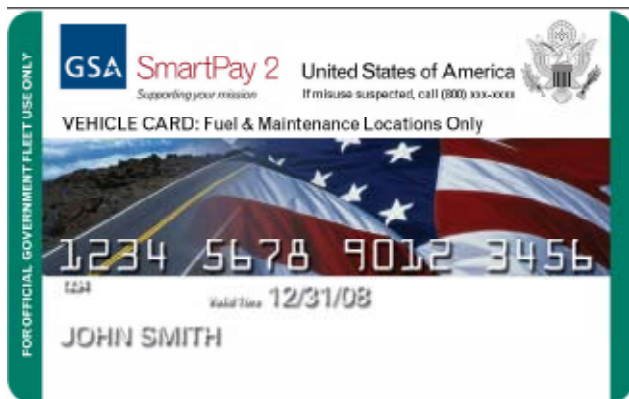 FOR OFFICIAL GOVERNMENT FLEET USE ONLY
GSA SmartPay 2
Supporting your mission
United States of America
If misuse suspected, call (800) xxx-xxxx
VEHICLE CARD: Fuel & Maintenance Locations Only
1234 5678 9012 3456
1234
Valid Thru 12/31/08
JOHN SMITH